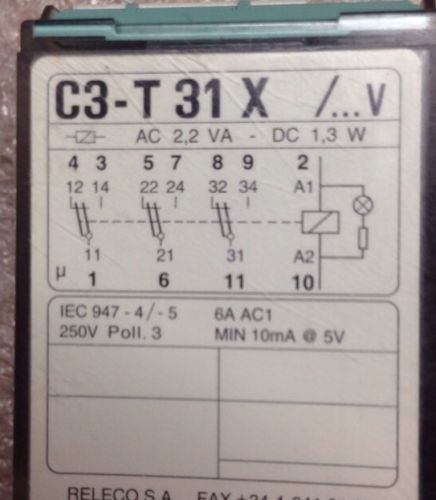 C3-T 31 X /... V
AC 2,2 VA - DC 1,3 W
4 3 5 7 8 9 2
12 14 22 24 32 34 A1
11 21 31 A2
µ 1 6 11 10
IEC 947 - 4 / - 5 6A AC1
250V Poll. 3 MIN 10mA @ 5V
RELECO S.A. FAX